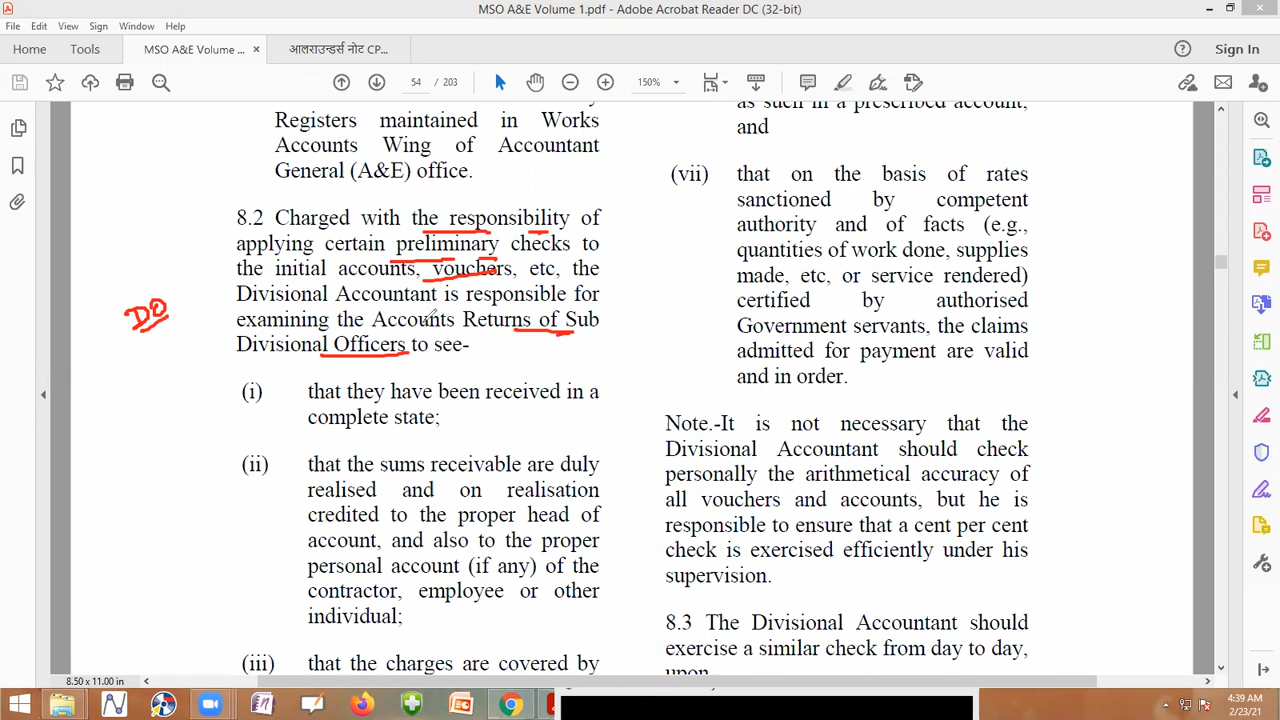 MSO A&E Volume 1.pdf - Adobe Acrobat Reader DC (32-bit)
File Edit View Sign Window Help
Home Tools MSO A&E Volume ... × आलराउन्डर्स नोट CP... Sign In
54 / 203 150%
Registers maintained in Works
Accounts Wing of Accountant
General (A&E) office.
8.2 Charged with the responsibility of
applying certain preliminary checks to
the initial accounts, vouchers, etc, the
Divisional Accountant is responsible for
examining the Accounts Returns of Sub
Divisional Officers to see-
DO
(i) that they have been received in a
complete state;
(ii) that the sums receivable are duly
realised and on realisation
credited to the proper head of
account, and also to the proper
personal account (if any) of the
contractor, employee or other
individual;
(iii) that the charges are covered by
as such in a prescribed account;
and
(vii) that on the basis of rates
sanctioned by competent
authority and of facts (e.g.,
quantities of work done, supplies
made, etc, or service rendered)
certified by authorised
Government servants, the claims
admitted for payment are valid
and in order.
Note.-It is not necessary that the
Divisional Accountant should check
personally the arithmetical accuracy of
all vouchers and accounts, but he is
responsible to ensure that a cent per cent
check is exercised efficiently under his
supervision.
8.3 The Divisional Accountant should
exercise a similar check from day to day,
upon
8.50 x 11.00 in
4:39 AM
2/23/21